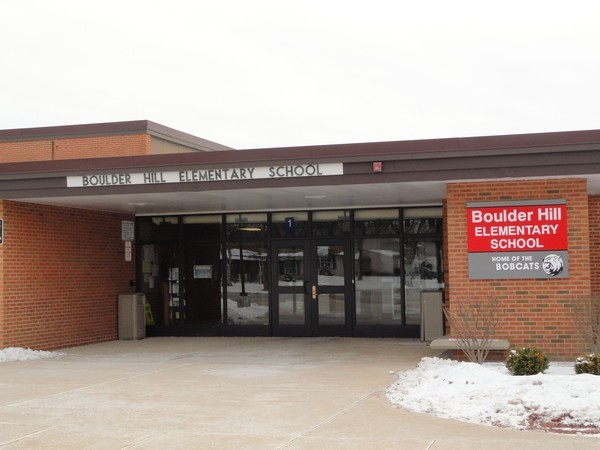 BOULDER HILL ELEMENTARY SCHOOL
1
Boulder Hill
ELEMENTARY
SCHOOL
HOME OF THE
BOBCATS